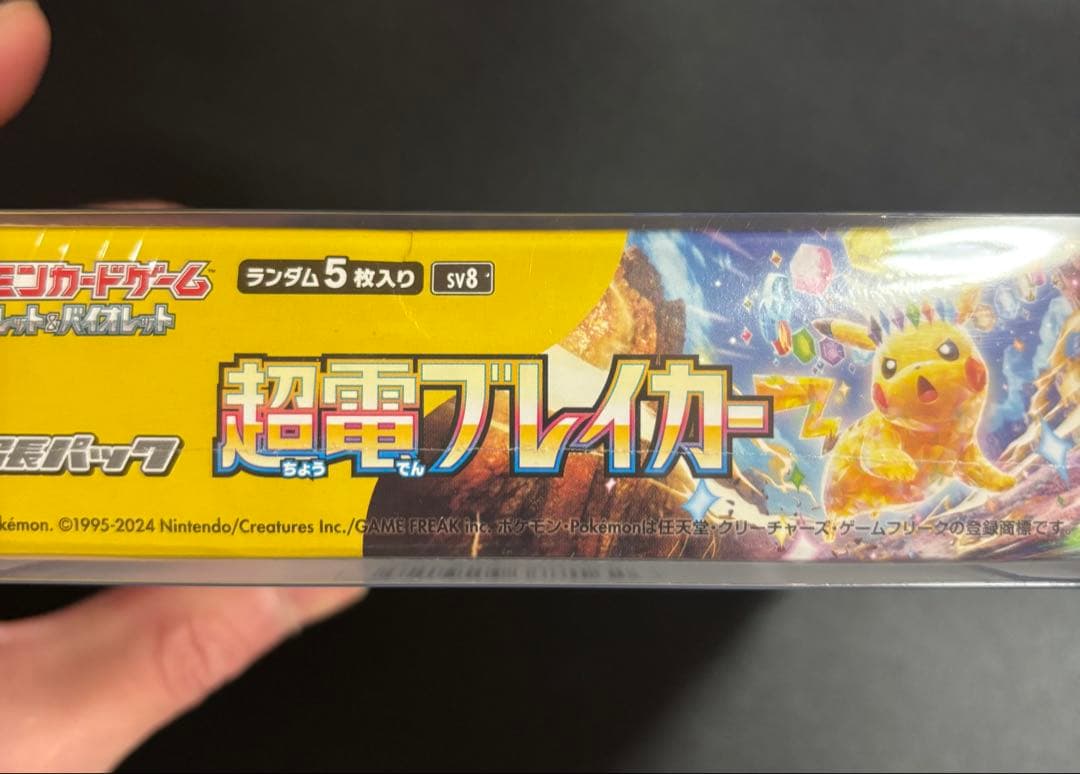 モンカードゲーム™
レット&バイオレット
ランダム5枚入り
sv8
超電ブレイカー
ちょう でん
張パック
okémon. ©1995-2024 Nintendo/Creatures Inc./GAME FREAK inc. ポケモン・Pokémonは任天堂・クリーチャーズ・ゲームフリークの登録商標です。